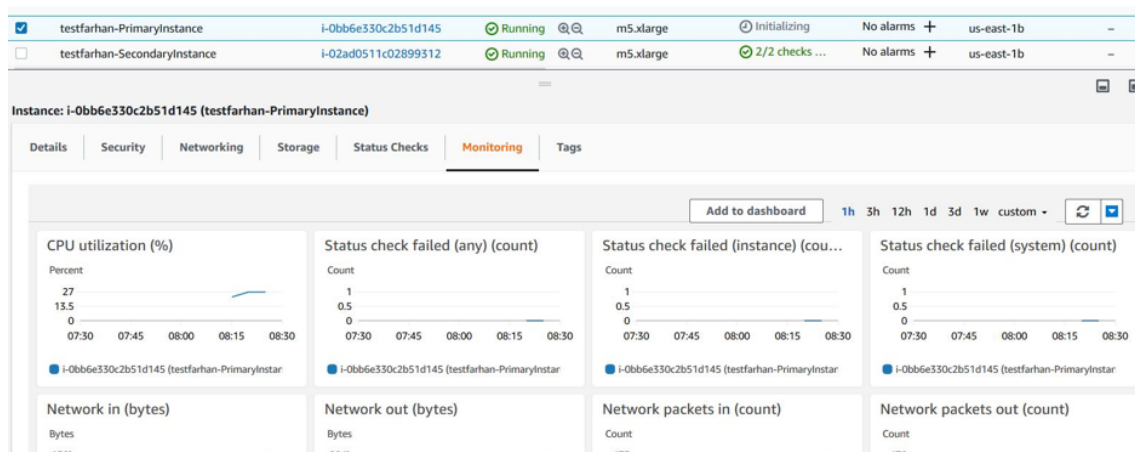 testfarhan-PrimaryInstance i-0bb6e330c2b51d145 Running m5.xlarge Initializing No alarms + us-east-1b –
testfarhan-SecondaryInstance i-02ad0511c02899312 Running m5.xlarge 2/2 checks ... No alarms + us-east-1b –
Instance: i-0bb6e330c2b51d145 (testfarhan-PrimaryInstance)
Details Security Networking Storage Status Checks Monitoring Tags
Add to dashboard 1h 3h 12h 1d 3d 1w custom
CPU utilization (%) Status check failed (any) (count) Status check failed (instance) (cou... Status check failed (system) (count)
Percent Count Count Count
27 1 1 1
13.5 0.5 0.5 0.5
0 0 0 0
07:30 07:45 08:00 08:15 08:30 07:30 07:45 08:00 08:15 08:30 07:30 07:45 08:00 08:15 08:30 07:30 07:45 08:00 08:15 08:30
i-0bb6e330c2b51d145 (testfarhan-PrimaryInstar i-0bb6e330c2b51d145 (testfarhan-PrimaryInstar i-0bb6e330c2b51d145 (testfarhan-PrimaryInstar i-0bb6e330c2b51d145 (testfarhan-PrimaryInstar
Network in (bytes) Network out (bytes) Network packets in (count) Network packets out (count)
Bytes Bytes Count Count